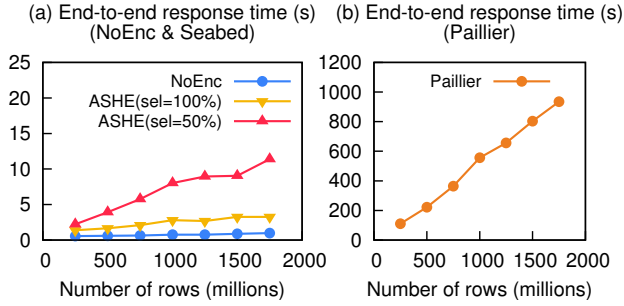 (a) End-to-end response time (s)
(NoEnc & Seabed)
25
20
15
10
5
0
NoEnc
ASHE(sel=100%)
ASHE(sel=50%)
0 500 1000 1500 2000
Number of rows (millions)
(b) End-to-end response time (s)
(Paillier)
1200
1000
800
600
400
200
0
Paillier
0 500 1000 1500 2000
Number of rows (millions)